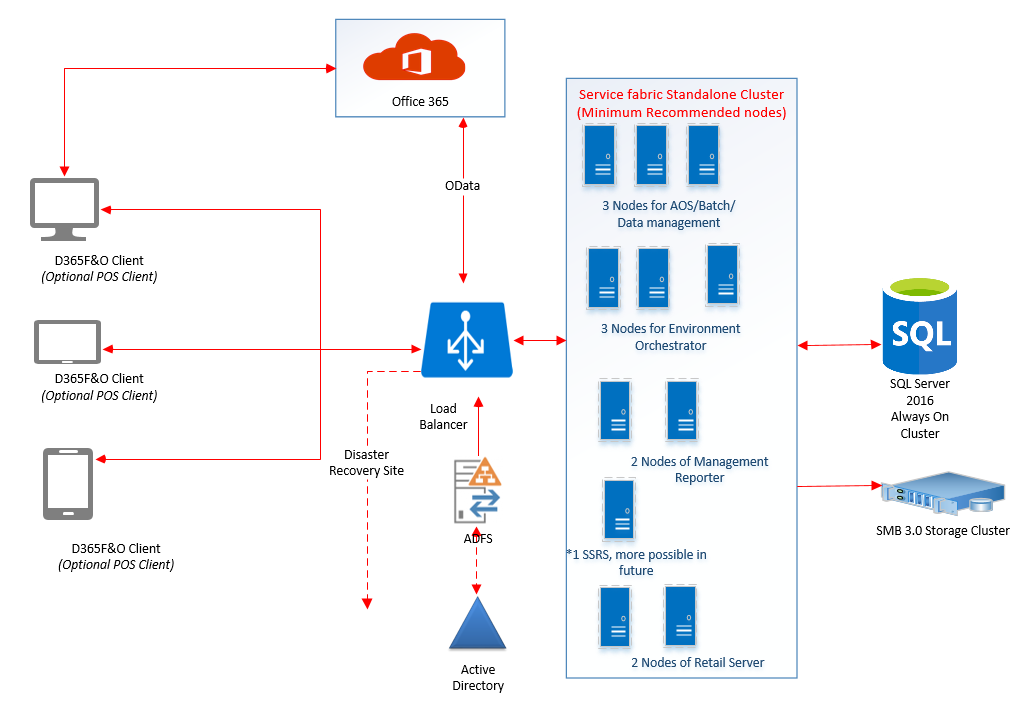 Office 365
Service fabric Standalone Cluster
(Minimum Recommended nodes)
OData
3 Nodes for AOS/Batch/
Data management
D365F&O Client
(Optional POS Client)
3 Nodes for Environment
Orchestrator
SQL
D365F&O Client
(Optional POS Client)
SQL Server
2016
Always On
Cluster
Load
Balancer
Disaster
Recovery Site
2 Nodes of Management
Reporter
ADFS
SMB 3.0 Storage Cluster
D365F&O Client
(Optional POS Client)
*1 SSRS, more possible in
future
2 Nodes of Retail Server
Active
Directory